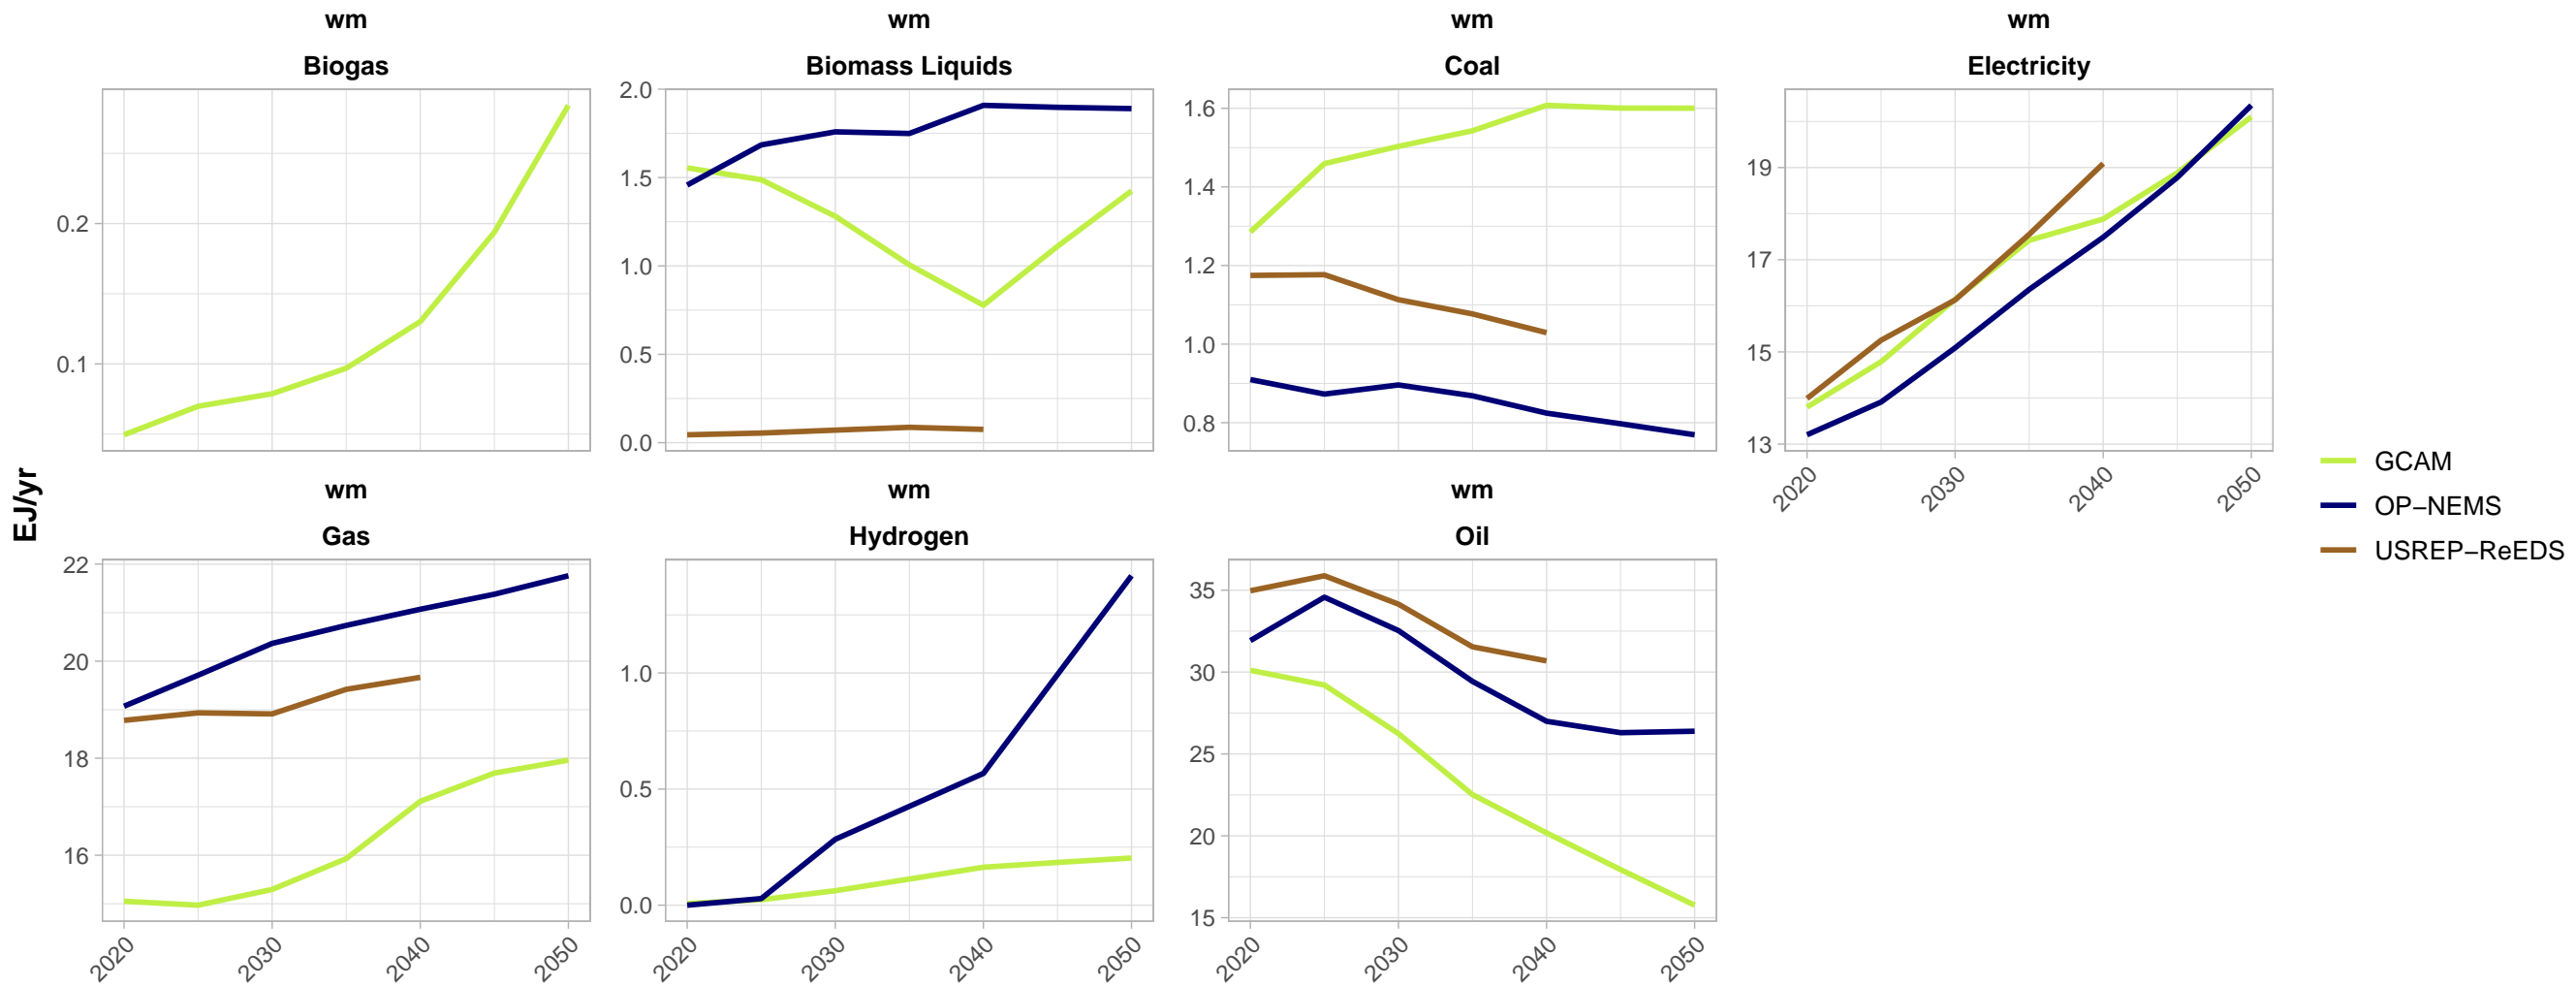 wm
Biogas
0.2
0.1
wm
Biomass Liquids
2.0
1.5
1.0
0.5
0.0
wm
Coal
1.6
1.4
1.2
1.0
0.8
wm
Electricity
19
17
15
13
2020
2030
2040
2050
EJ/yr
wm
Gas
22
20
18
16
2020
2030
2040
2050
wm
Hydrogen
1.0
0.5
0.0
2020
2030
2040
2050
wm
Oil
35
30
25
20
15
2020
2030
2040
2050
GCAM
OP−NEMS
USREP−ReEDS